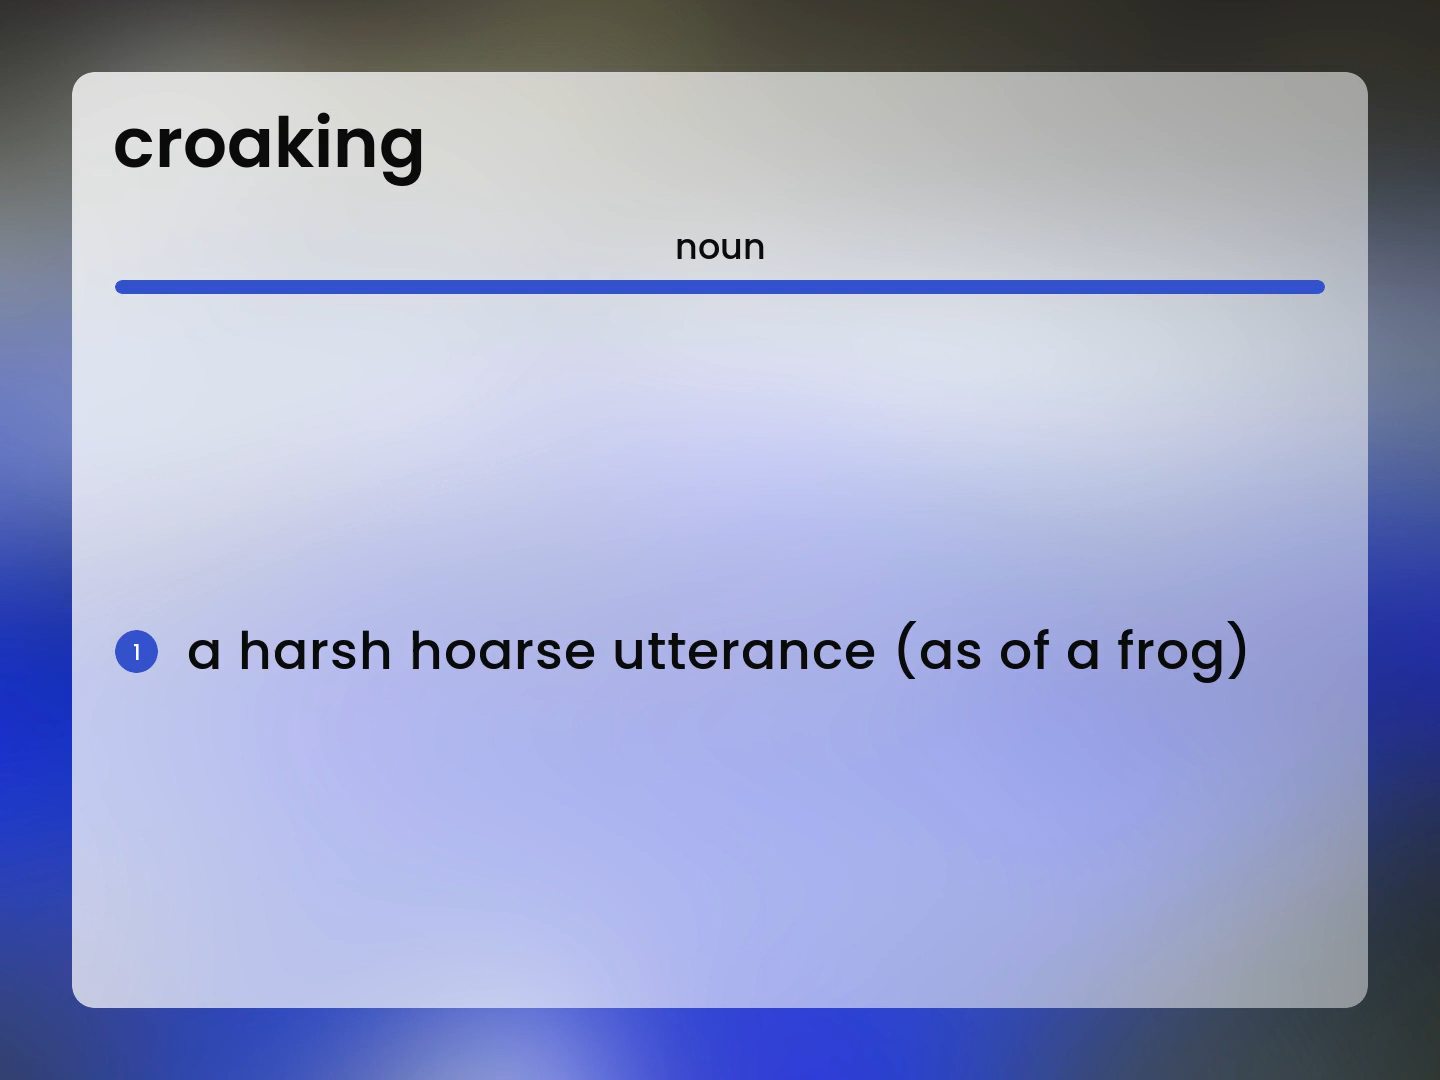 croaking
noun
1 a harsh hoarse utterance (as of a frog)